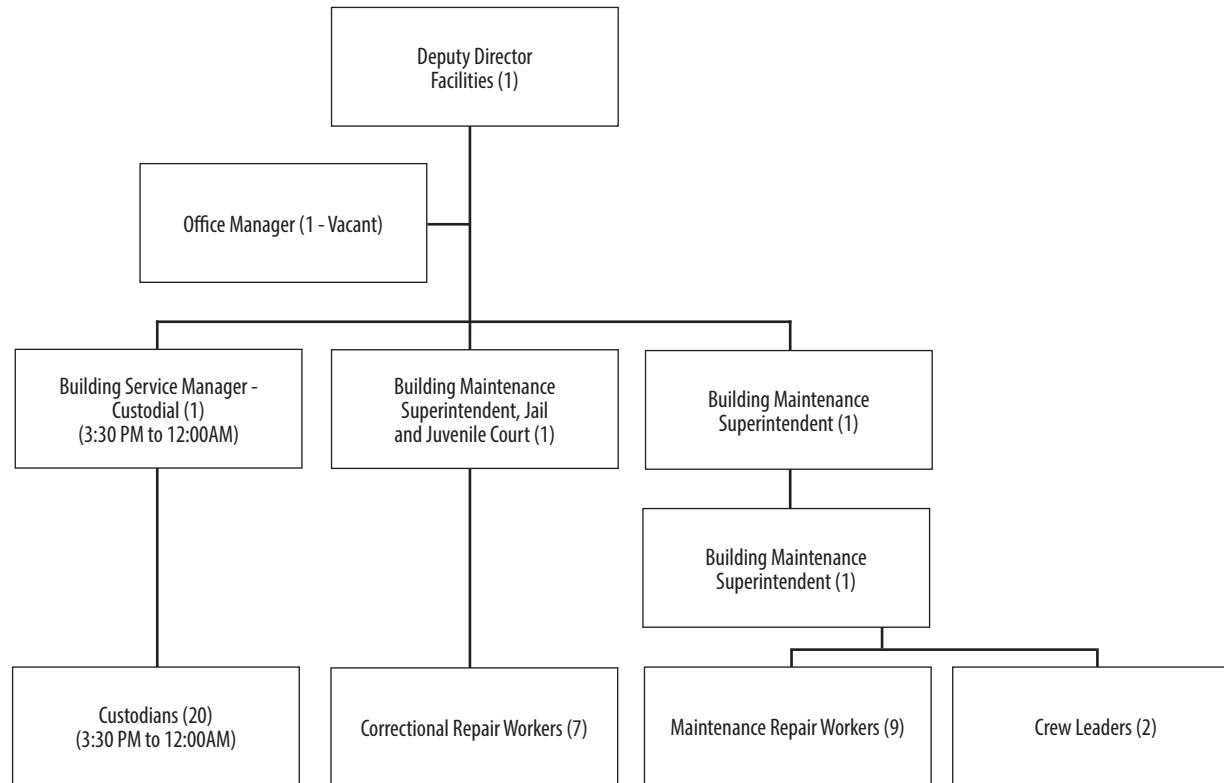 Deputy Director
Facilities (1)
Office Manager (1 - Vacant)
Building Service Manager -
Custodial (1)
(3:30 PM to 12:00AM)
Building Maintenance
Superintendent, Jail
and Juvenile Court (1)
Building Maintenance
Superintendent (1)
Building Maintenance
Superintendent (1)
Custodians (20)
(3:30 PM to 12:00AM)
Correctional Repair Workers (7)
Maintenance Repair Workers (9)
Crew Leaders (2)